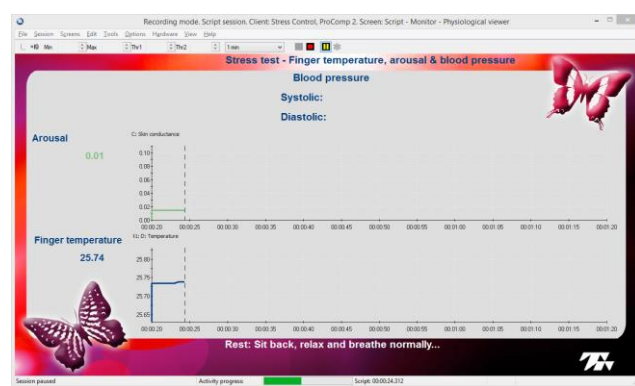 Recording mode. Script session. Client: Stress Control, ProComp 2. Screen: Script - Monitor - Physiological viewer
File Session Screens Edit Tools Options Hardware View Help
Min Max Thr1 Thr2 1 min
Stress test - Finger temperature, arousal & blood pressure
Blood pressure
Systolic:
Diastolic:
Arousal
0.01
C: Skin conductance
0.10
0.08
0.06
0.04
0.02
0.00
00:00:20 00:00:25 00:00:30 00:00:35 00:00:40 00:00:45 00:00:50 00:00:55 00:01:00 00:01:05 00:01:10 00:01:15 00:01:20
Finger temperature
25.74
D: Temperature
25.80
25.75
25.70
25.65
00:00:20 00:00:25 00:00:30 00:00:35 00:00:40 00:00:45 00:00:50 00:00:55 00:01:00 00:01:05 00:01:10 00:01:15 00:01:20
Rest: Sit back, relax and breathe normally...
Session paused Activity progress: Script: 00:00:24.312